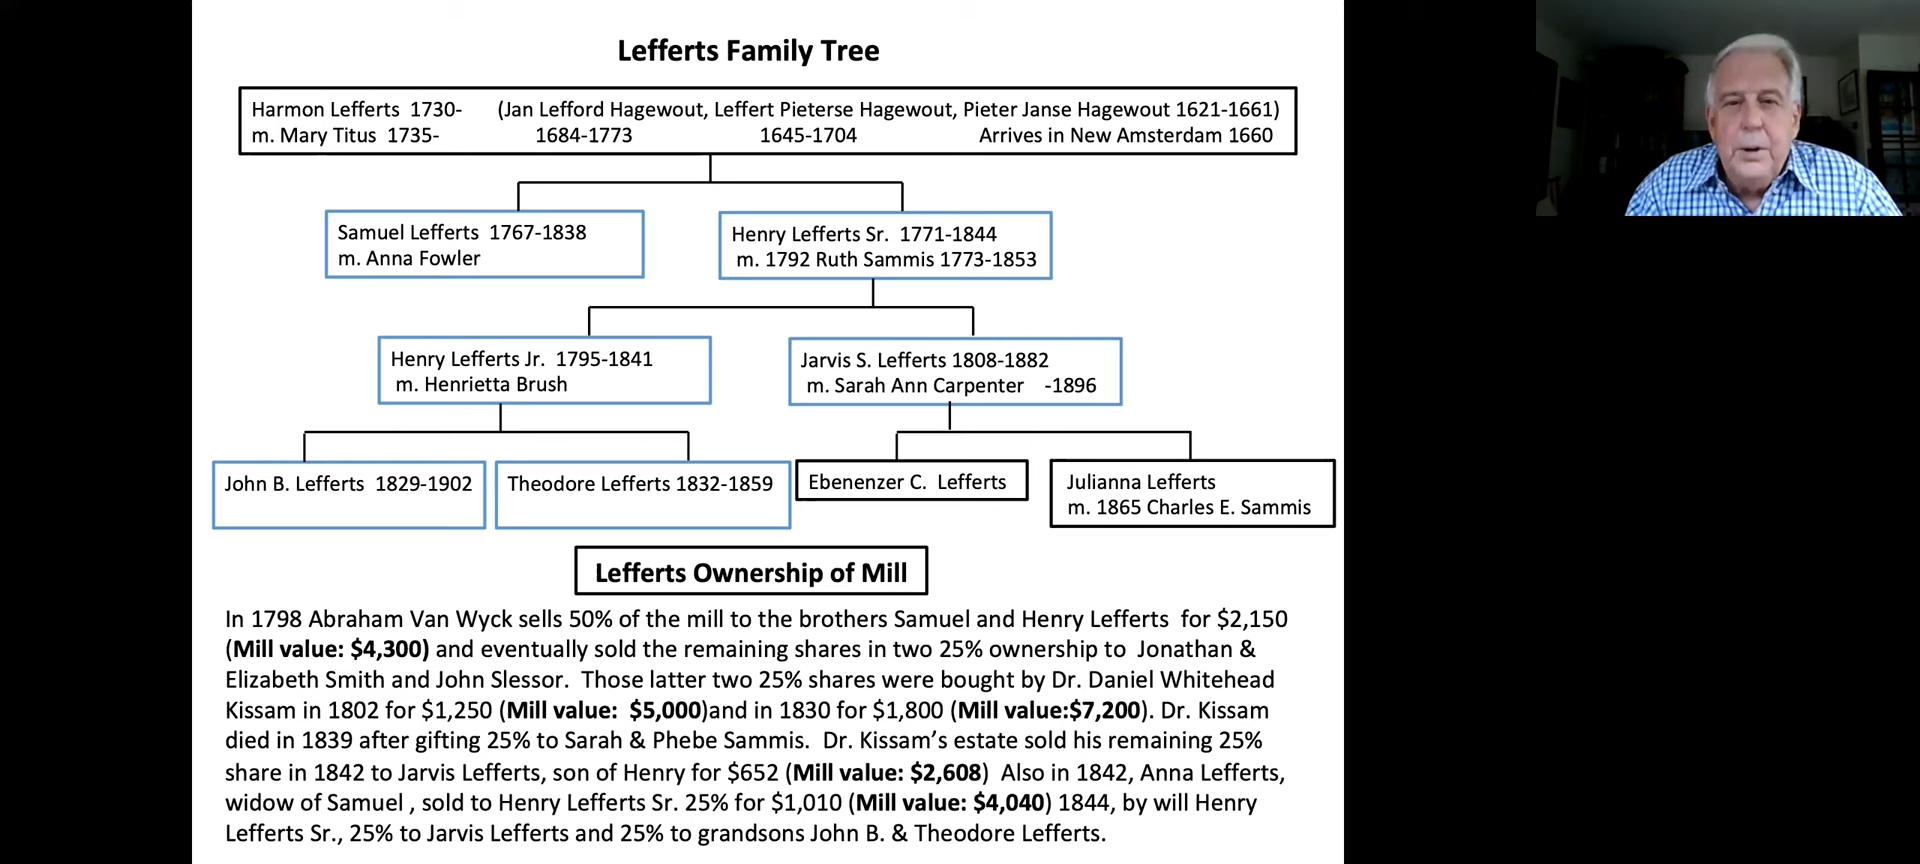 Lefferts Family Tree
Harmon Lefferts 1730- (Jan Lefford Hagewout, Leffert Pieterse Hagewout, Pieter Janse Hagewout 1621-1661)
m. Mary Titus 1735- 1684-1773 1645-1704 Arrives in New Amsterdam 1660
Samuel Lefferts 1767-1838
m. Anna Fowler
Henry Lefferts Sr. 1771-1844
m. 1792 Ruth Sammis 1773-1853
Henry Lefferts Jr. 1795-1841
m. Henrietta Brush
Jarvis S. Lefferts 1808-1882
m. Sarah Ann Carpenter -1896
John B. Lefferts 1829-1902
Theodore Lefferts 1832-1859
Ebenenzer C. Lefferts
Julianna Lefferts
m. 1865 Charles E. Sammis
Lefferts Ownership of Mill
In 1798 Abraham Van Wyck sells 50% of the mill to the brothers Samuel and Henry Lefferts for $2,150
(Mill value: $4,300) and eventually sold the remaining shares in two 25% ownership to Jonathan &
Elizabeth Smith and John Slessor. Those latter two 25% shares were bought by Dr. Daniel Whitehead
Kissam in 1802 for $1,250 (Mill value: $5,000)and in 1830 for $1,800 (Mill value:$7,200). Dr. Kissam
died in 1839 after gifting 25% to Sarah & Phebe Sammis. Dr. Kissam's estate sold his remaining 25%
share in 1842 to Jarvis Lefferts, son of Henry for $652 (Mill value: $2,608) Also in 1842, Anna Lefferts,
widow of Samuel , sold to Henry Lefferts Sr. 25% for $1,010 (Mill value: $4,040) 1844, by will Henry
Lefferts Sr., 25% to Jarvis Lefferts and 25% to grandsons John B. & Theodore Lefferts.